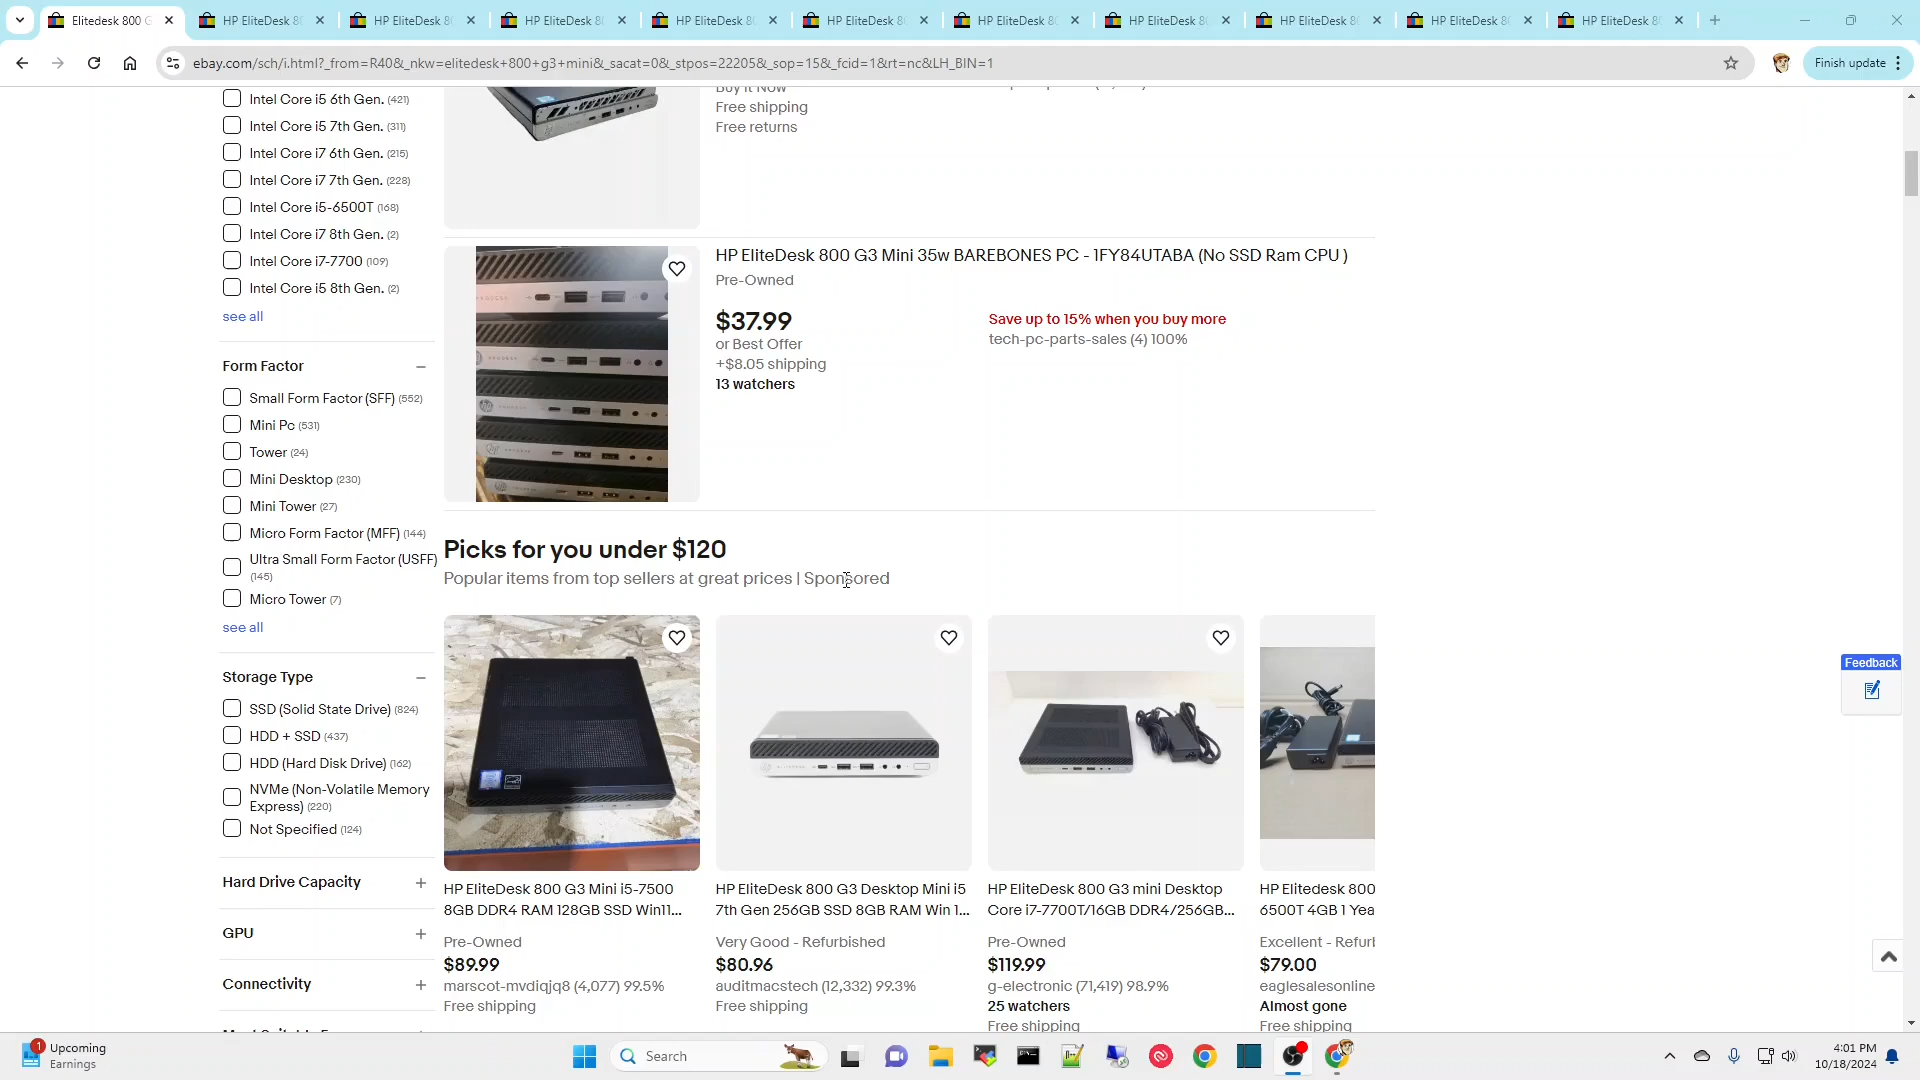 Elitedesk 800 G
HP EliteDesk 8
HP EliteDesk 8
HP EliteDesk 8
HP EliteDesk 8
HP EliteDesk 8
HP EliteDesk 8
HP EliteDesk 8
HP EliteDesk 8
HP EliteDesk 8
HP EliteDesk 8
ebay.com/sch/i.html?_from=R40&_nkw=elitedesk+800+g3+mini&_sacat=0&_stpos=22205&_sop=15&_fcid=1&rt=nc&LH_BIN=1
Finish update
Intel Core i5 6th Gen. (421)
Intel Core i5 7th Gen. (311)
Intel Core i7 6th Gen. (215)
Intel Core i7 7th Gen. (228)
Intel Core i5-6500T (168)
Intel Core i7 8th Gen. (2)
Intel Core i7-7700 (109)
Intel Core i5 8th Gen. (2)
see all
Form Factor
Small Form Factor (SFF) (552)
Mini Pc (531)
Tower (24)
Mini Desktop (230)
Mini Tower (27)
Micro Form Factor (MFF) (144)
Ultra Small Form Factor (USFF)
(145)
Micro Tower (7)
see all
Storage Type
SSD (Solid State Drive) (824)
HDD + SSD (437)
HDD (Hard Disk Drive) (162)
NVMe (Non-Volatile Memory
Express) (220)
Not Specified (124)
Hard Drive Capacity
GPU
Connectivity
Buy It Now
Free shipping
Free returns
HP EliteDesk 800 G3 Mini 35w BAREBONES PC - 1FY84UTABA (No SSD Ram CPU )
Pre-Owned
$37.99
or Best Offer
+$8.05 shipping
13 watchers
Save up to 15% when you buy more
tech-pc-parts-sales (4) 100%
Picks for you under $120
Popular items from top sellers at great prices | Sponsored
HP EliteDesk 800 G3 Mini i5-7500
8GB DDR4 RAM 128GB SSD Win11...
Pre-Owned
$89.99
marscot-mvdiqjq8 (4,077) 99.5%
Free shipping
HP EliteDesk 800 G3 Desktop Mini i5
7th Gen 256GB SSD 8GB RAM Win 1...
Very Good - Refurbished
$80.96
auditmacstech (12,332) 99.3%
Free shipping
HP EliteDesk 800 G3 mini Desktop
Core i7-7700T/16GB DDR4/256GB...
Pre-Owned
$119.99
g-electronic (71,419) 98.9%
25 watchers
Free shipping
HP Elitedesk 800
6500T 4GB 1 Yea
Excellent - Refur
$79.00
eaglesalesonline
Almost gone
Free shipping
Feedback
1
Upcoming
Earnings
Search
4:01 PM
10/18/2024